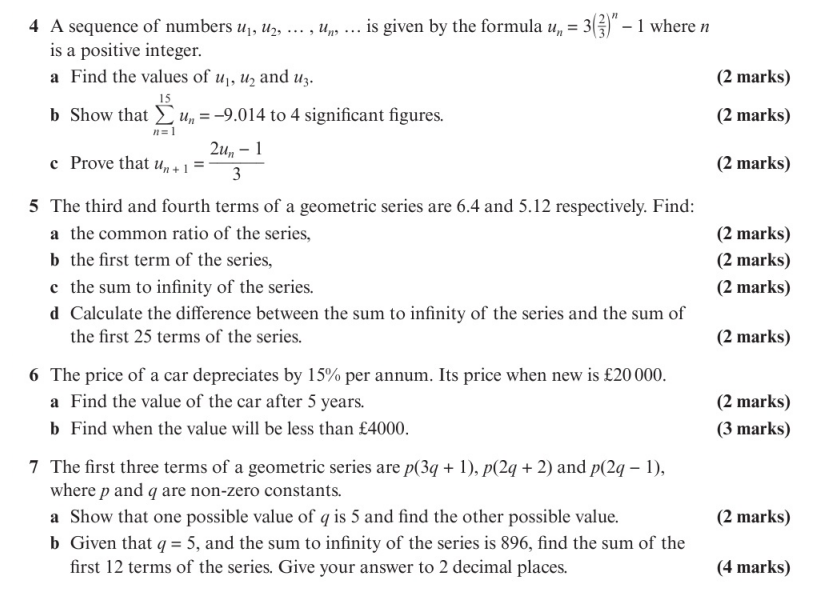 4 A sequence of numbers u₁, u₂, … , uₙ, … is given by the formula uₙ = 3(2/3)ⁿ – 1 where n
is a positive integer.
a Find the values of u₁, u₂ and u₃. (2 marks)
b Show that ∑ₙ₌₁¹⁵ uₙ = –9.014 to 4 significant figures. (2 marks)
c Prove that uₙ₊₁ = (2uₙ – 1)/3 (2 marks)
5 The third and fourth terms of a geometric series are 6.4 and 5.12 respectively. Find:
a the common ratio of the series, (2 marks)
b the first term of the series, (2 marks)
c the sum to infinity of the series. (2 marks)
d Calculate the difference between the sum to infinity of the series and the sum of
the first 25 terms of the series. (2 marks)
6 The price of a car depreciates by 15% per annum. Its price when new is £20 000.
a Find the value of the car after 5 years. (2 marks)
b Find when the value will be less than £4000. (3 marks)
7 The first three terms of a geometric series are p(3q + 1), p(2q + 2) and p(2q – 1),
where p and q are non-zero constants.
a Show that one possible value of q is 5 and find the other possible value. (2 marks)
b Given that q = 5, and the sum to infinity of the series is 896, find the sum of the
first 12 terms of the series. Give your answer to 2 decimal places. (4 marks)